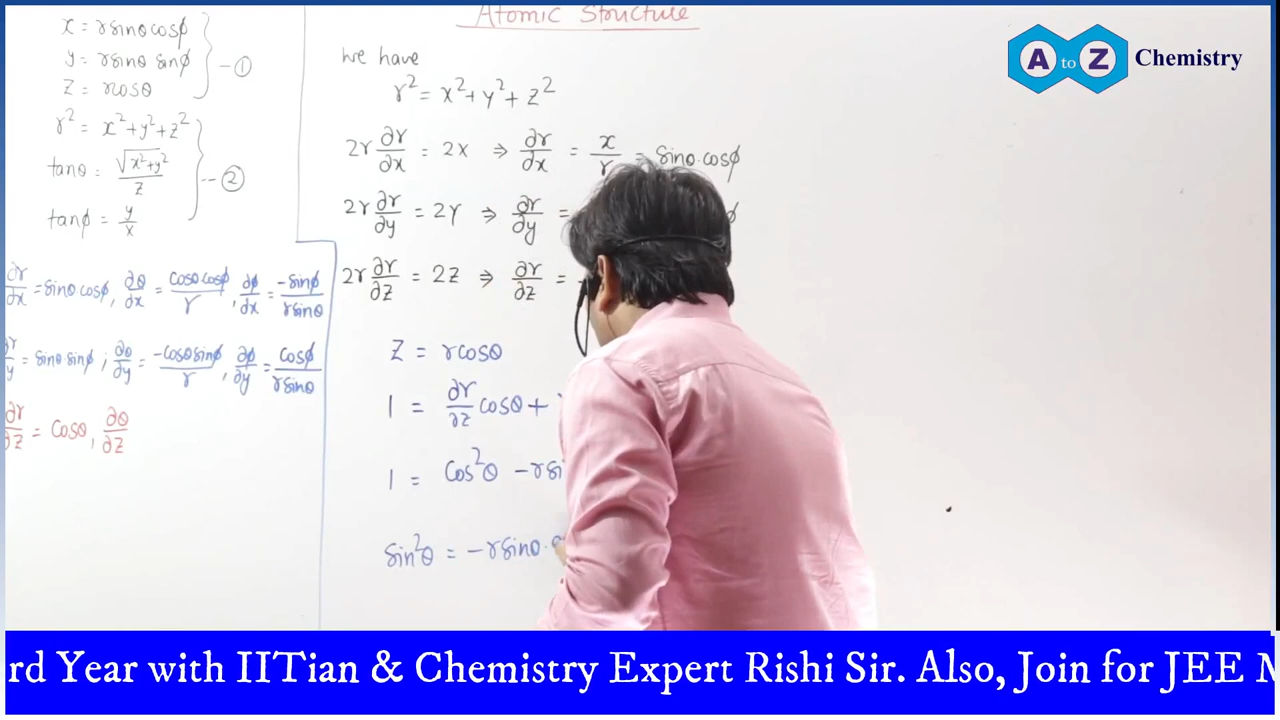 x = r sinθ cosϕ
y = r sinθ sinϕ } -①
z = r cosθ
r² = x² + y² + z²
tanθ = √(x²+y²)/z } --②
tanϕ = y/x
∂r/∂x = sinθ cosϕ, ∂θ/∂x = cosθ cosϕ/r, ∂ϕ/∂x = -sinϕ/r sinθ
= sinθ sinϕ ; ∂θ/∂y = -cosθ sinϕ/r, ∂ϕ/∂y = cosϕ/r sinθ
∂r/∂z = Cosθ, ∂θ/∂z
Atomic Structure
We have
r² = x² + y² + z²
2r ∂r/∂x = 2x ⇒ ∂r/∂x = x/r = sinθ.cosϕ
2r ∂r/∂y = 2y ⇒ ∂r/∂y =
2r ∂r/∂z = 2z ⇒ ∂r/∂z =
Z = r cosθ
1 = ∂r/∂z cosθ +
1 = Cos²θ - r
sin²θ = - r sinθ.
A to Z Chemistry
rd Year with IITian & Chemistry Expert Rishi Sir. Also, Join for JEE